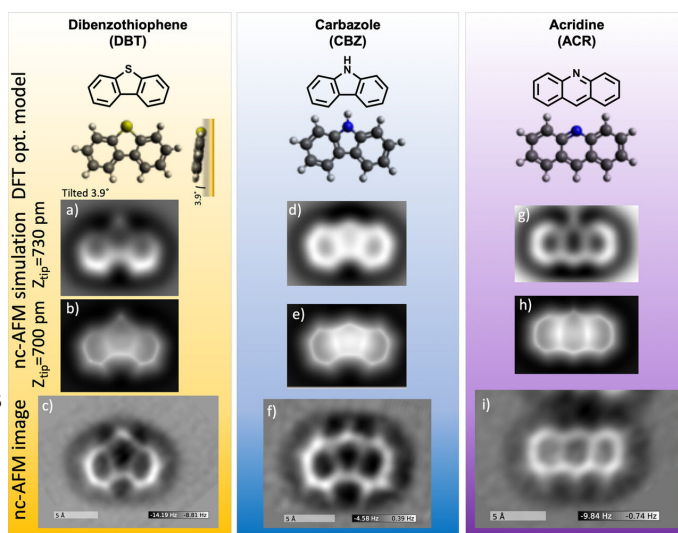 Dibenzothiophene
(DBT)
Carbazole
(CBZ)
Acridine
(ACR)
S
H
N
N
DFT opt. model
Tilted 3.9°
3.9°
nc-AFM simulation
Z_tip=730 pm
Z_tip=700 pm
a)
d)
g)
b)
e)
h)
nc-AFM image
c)
f)
i)
5 Å
-14.19 Hz
-8.81 Hz
5 Å
-4.58 Hz
0.39 Hz
5 Å
-9.84 Hz
-0.74 Hz